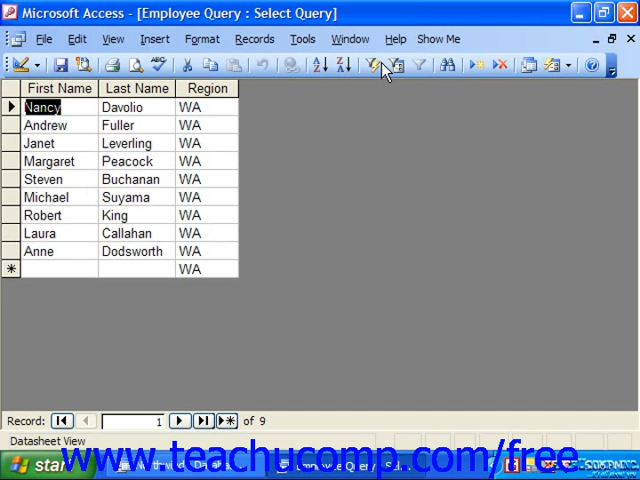 Microsoft Access - [Employee Query : Select Query]
File Edit View Insert Format Records Tools Window Help Show Me
First Name Last Name Region
Nancy Davolio WA
Andrew Fuller WA
Janet Leverling WA
Margaret Peacock WA
Steven Buchanan WA
Michael Suyama WA
Robert King WA
Laura Callahan WA
Anne Dodsworth WA
WA
Record: 1 of 9
Datasheet View
start
www.teachucomp.com/free